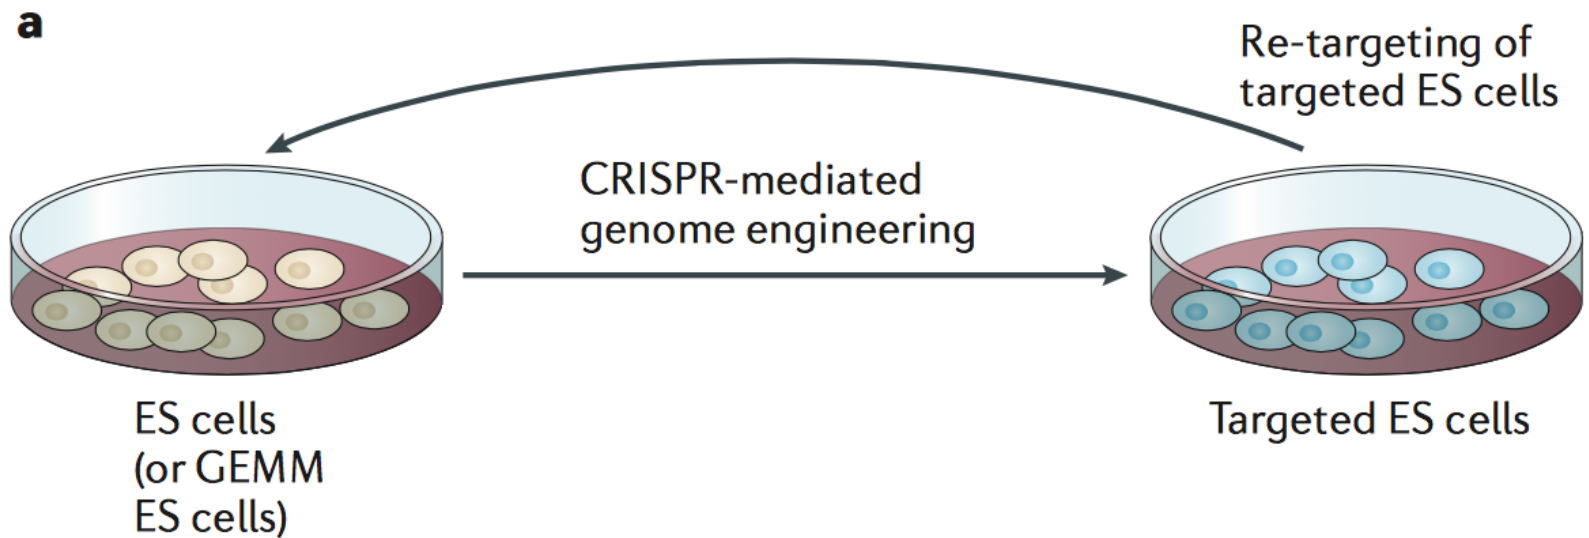 a
Re-targeting of
targeted ES cells
CRISPR-mediated
genome engineering
ES cells
(or GEMM
ES cells)
Targeted ES cells